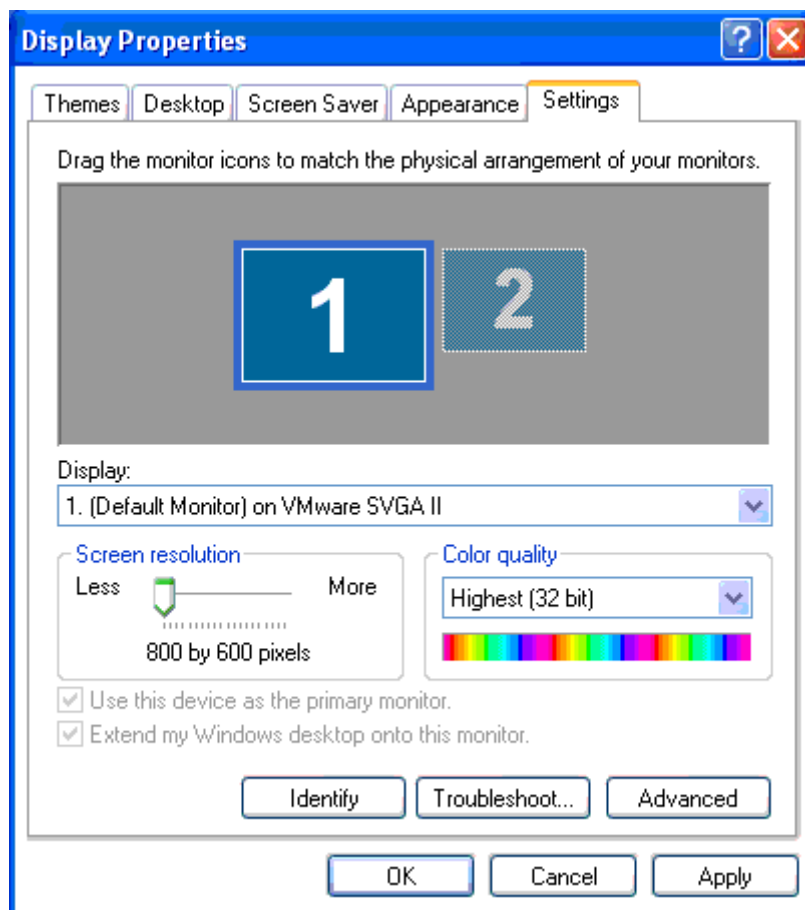 Display Properties
?
Themes Desktop Screen Saver Appearance Settings
Drag the monitor icons to match the physical arrangement of your monitors.
1 2
Display:
1. (Default Monitor) on VMware SVGA II
Screen resolution
Less More
800 by 600 pixels
Color quality
Highest (32 bit)
Use this device as the primary monitor.
Extend my Windows desktop onto this monitor.
Identify Troubleshoot... Advanced
OK Cancel Apply